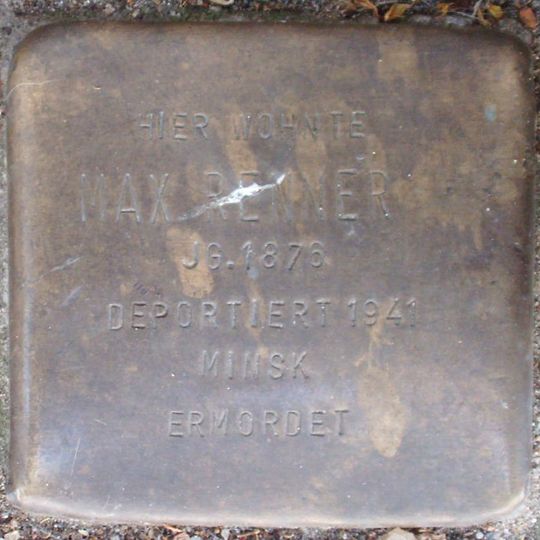 HIER WOHNTE
MAX RENNER
JG. 1876
DEPORTIERT 1941
MINSK
ERMORDET